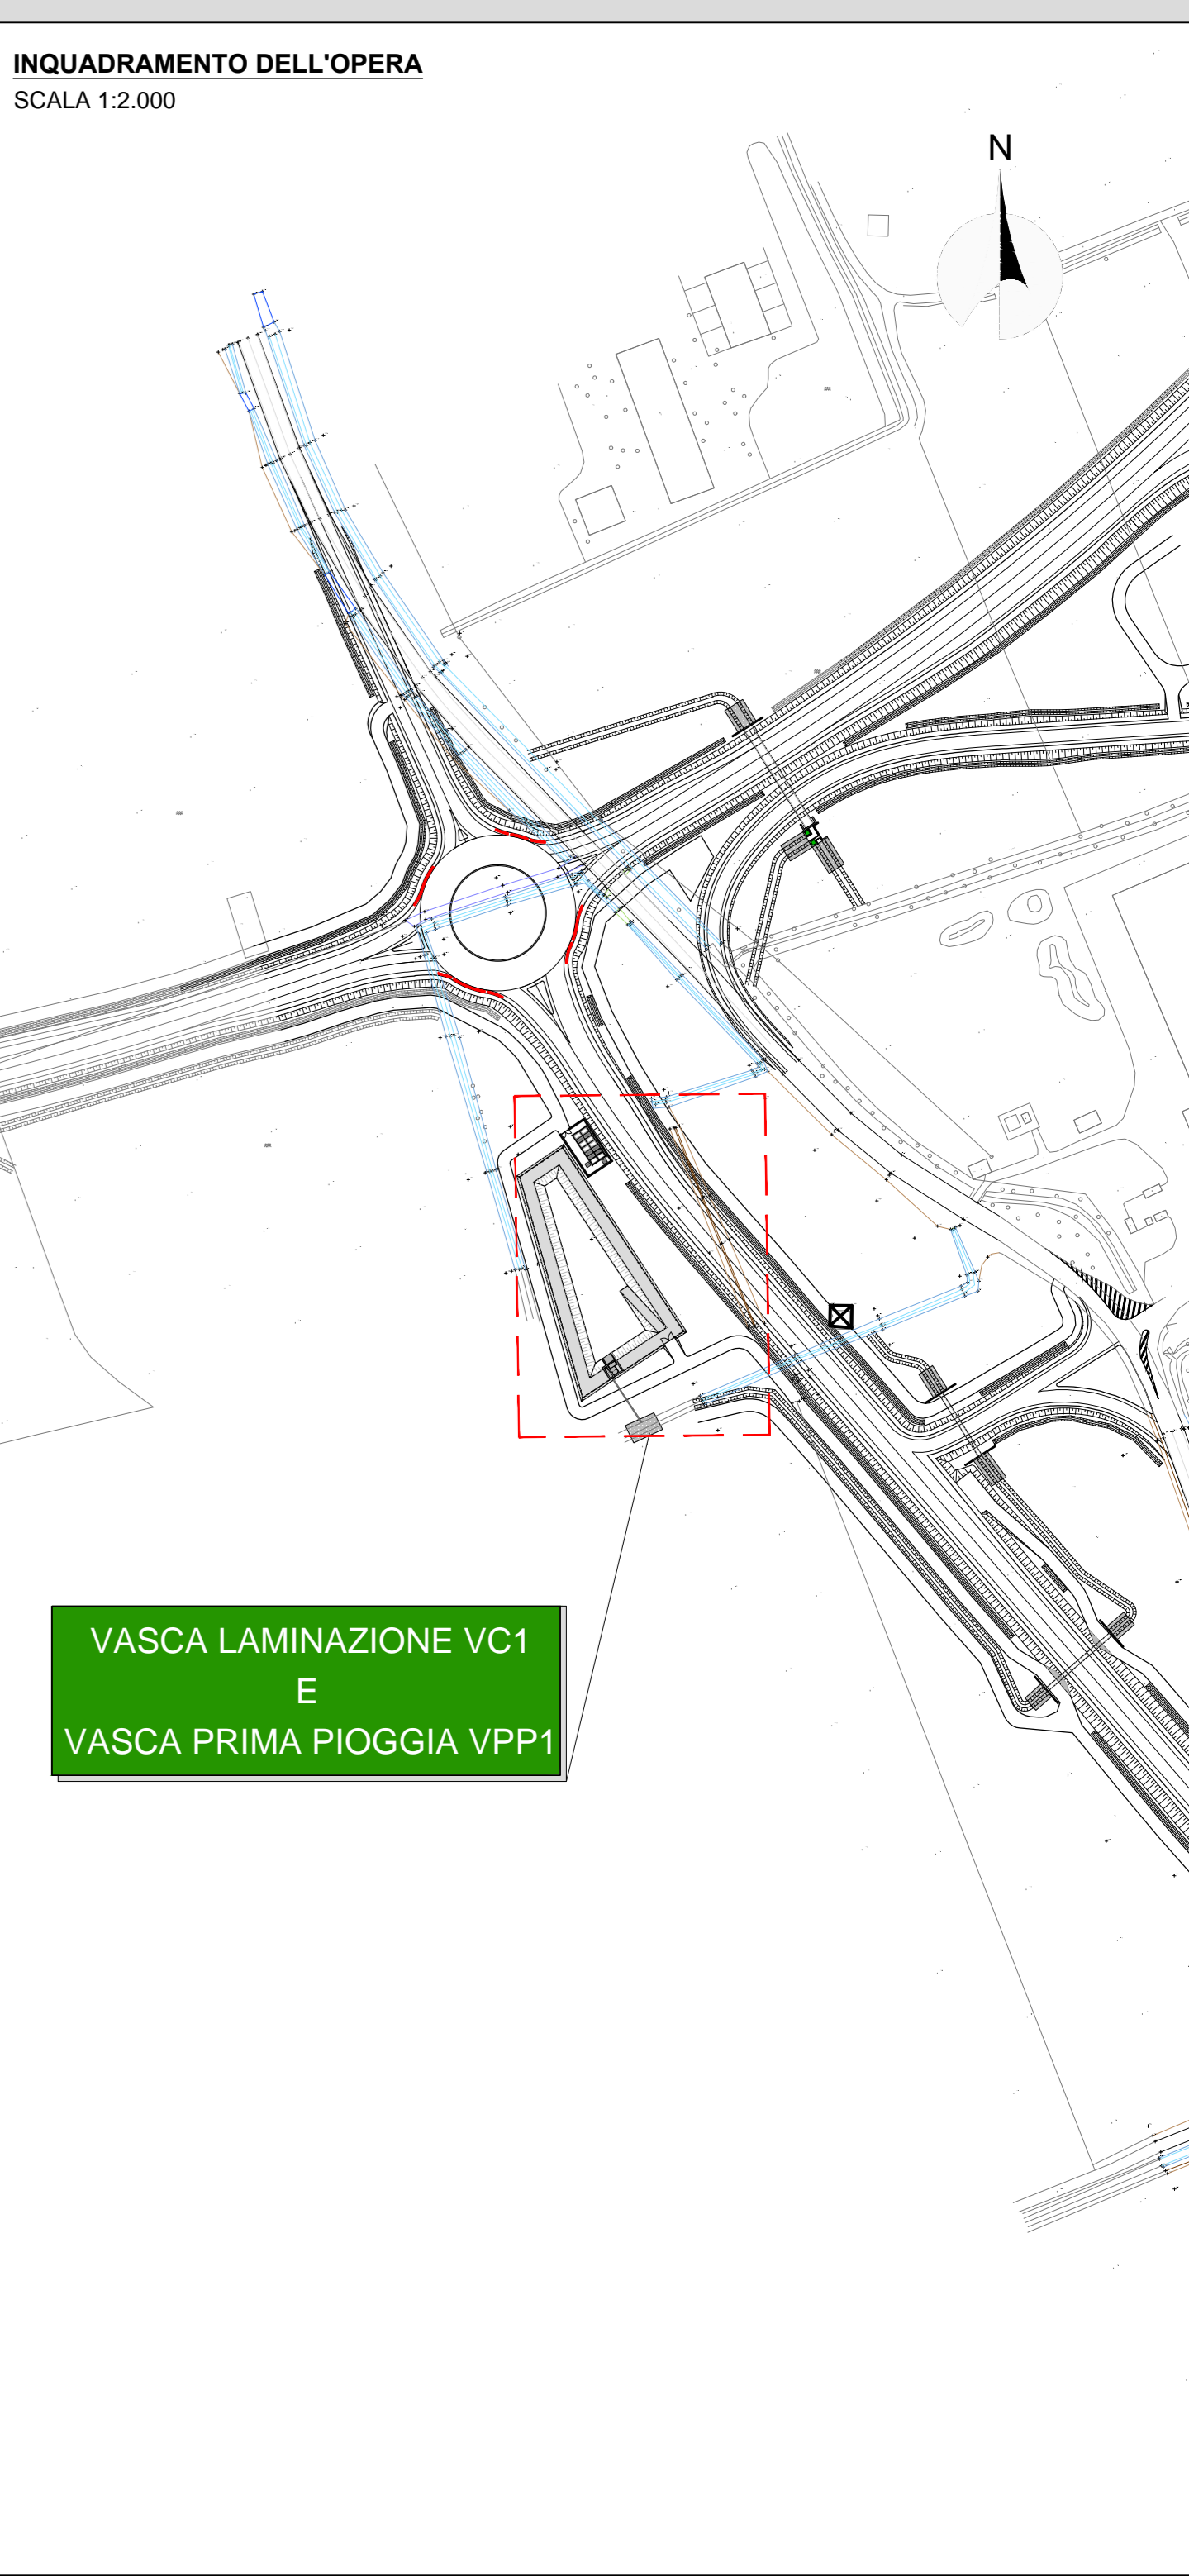 INQUADRAMENTO DELL'OPERA
SCALA 1:2.000
N
VASCA LAMINAZIONE VC1
E
VASCA PRIMA PIOGGIA VPP1